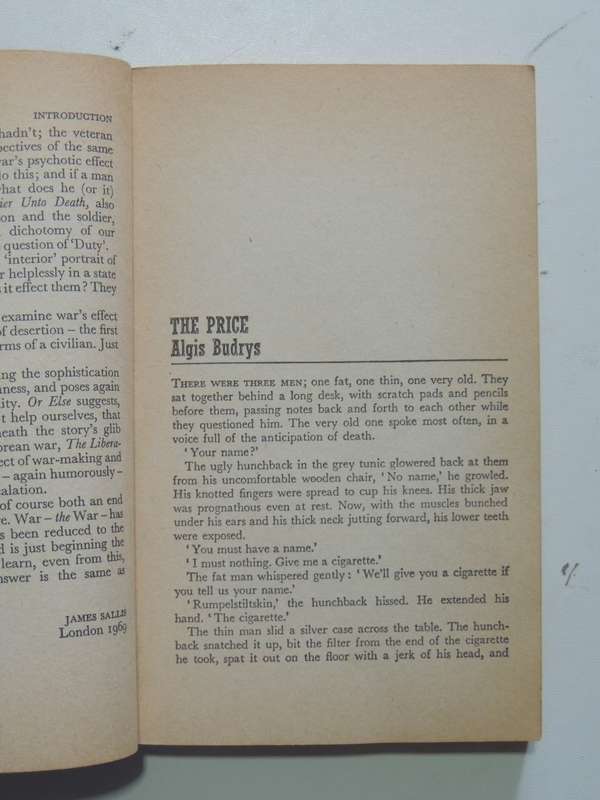 INTRODUCTION
hadn't; the veteran
pectives of the same
ar's psychotic effect
lo this; and if a man
what does he (or it)
ier Unto Death, also
on and the soldier,
dichotomy of our
question of 'Duty'.
'interior' portrait of
r helplessly in a state
s it effect them? They
examine war's effect
of desertion – the first
rms of a civilian. Just
ng the sophistication
nness, and poses again
lity. Or Else suggests,
t help ourselves, that
neath the story's glib
orean war, The Libera-
ect of war-making and
– again humorously –
calation.
of course both an end
e. War – the War – has
s been reduced to the
d is just beginning the
learn, even from this,
nswer is the same as
JAMES SALLIS
London 1969
THE PRICE
Algis Budrys
THERE WERE THREE MEN; one fat, one thin, one very old. They
sat together behind a long desk, with scratch pads and pencils
before them, passing notes back and forth to each other while
they questioned him. The very old one spoke most often, in a
voice full of the anticipation of death.
'Your name?'
The ugly hunchback in the grey tunic glowered back at them
from his uncomfortable wooden chair, 'No name,' he growled.
His knotted fingers were spread to cup his knees. His thick jaw
was prognathous even at rest. Now, with the muscles bunched
under his ears and his thick neck jutting forward, his lower teeth
were exposed.
'You must have a name.'
'I must nothing. Give me a cigarette.'
The fat man whispered gently: 'We'll give you a cigarette if
you tell us your name.'
'Rumpelstiltskin,' the hunchback hissed. He extended his
hand. 'The cigarette.'
The thin man slid a silver case across the table. The hunch-
back snatched it up, bit the filter from the end of the cigarette
he took, spat it out on the floor with a jerk of his head, and